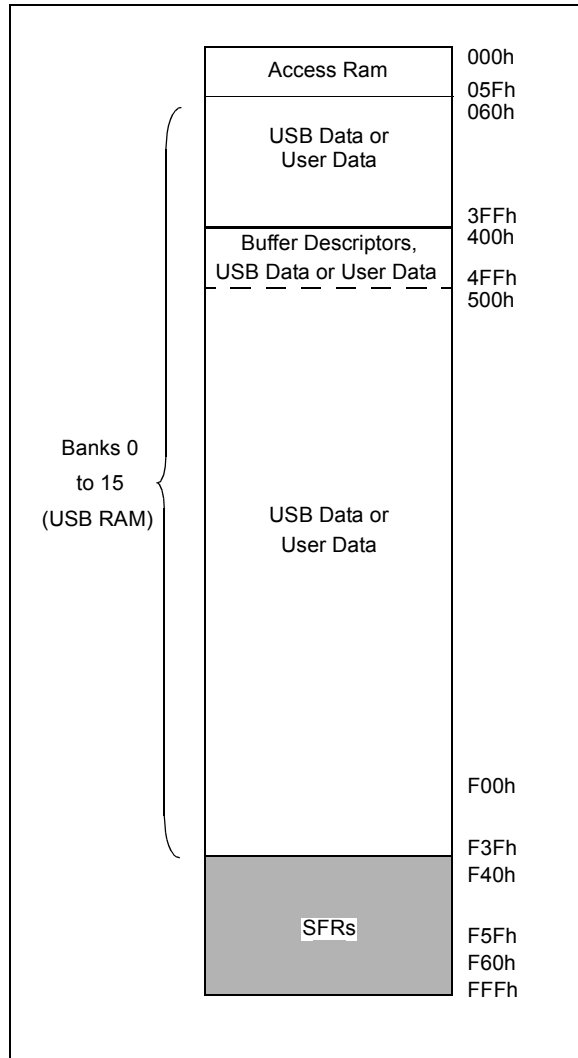 Access Ram
000h
05Fh
060h
USB Data or
User Data
3FFh
400h
Buffer Descriptors,
USB Data or User Data
4FFh
500h
Banks 0
to 15
(USB RAM)
USB Data or
User Data
F00h
F3Fh
F40h
SFRs
F5Fh
F60h
FFFh